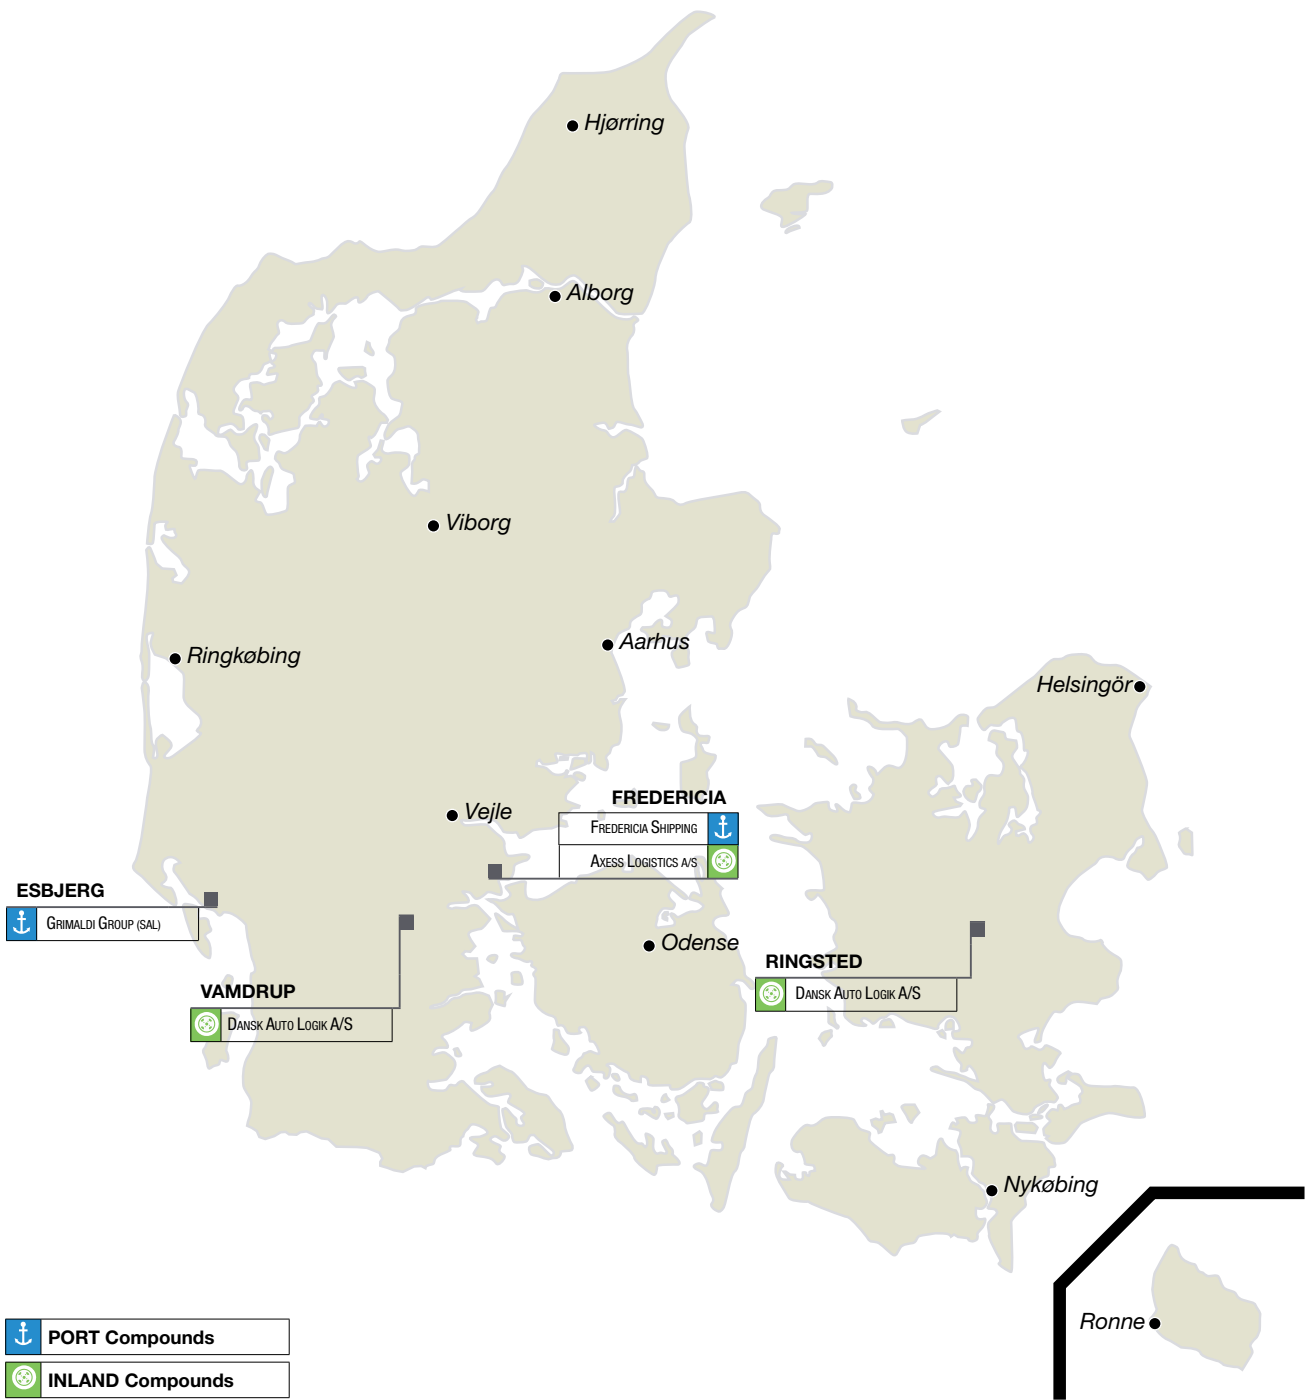 Hjørring
Alborg
Viborg
Aarhus
Ringkøbing
Helsingör
Vejle
FREDERICIA
Fredericia Shipping
Axess Logistics a/s
ESBJERG
Grimaldi Group (sal)
Odense
RINGSTED
Dansk Auto Logik A/S
VAMDRUP
Dansk Auto Logik A/S
Nykøbing
Ronne
PORT Compounds
INLAND Compounds